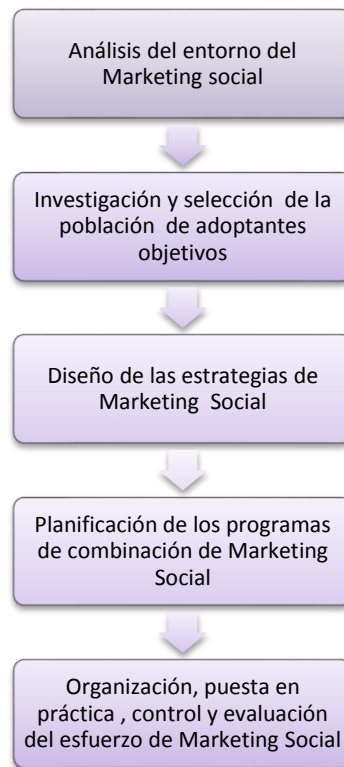 Análisis del entorno del
Marketing social
Investigación y selección de la
población de adoptantes
objetivos
Diseño de las estrategias de
Marketing Social
Planificación de los programas
de combinación de Marketing
Social
Organización, puesta en
práctica , control y evaluación
del esfuerzo de Marketing Social